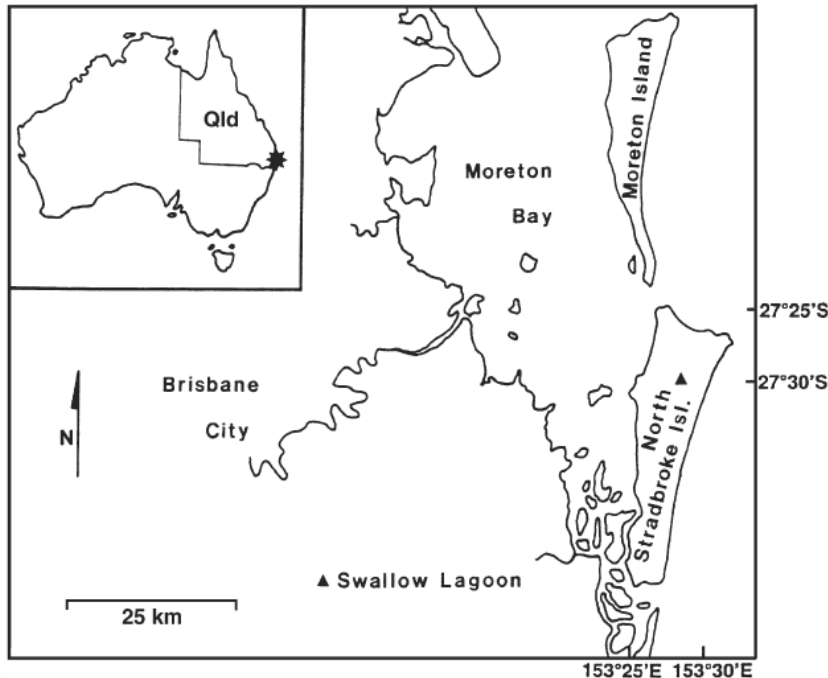 Qld
Moreton Island
Moreton
Bay
27°25'S
27°30'S
Brisbane
City
N
North
Stradbroke Isl.
Swallow Lagoon
25 km
153°25'E 153°30'E